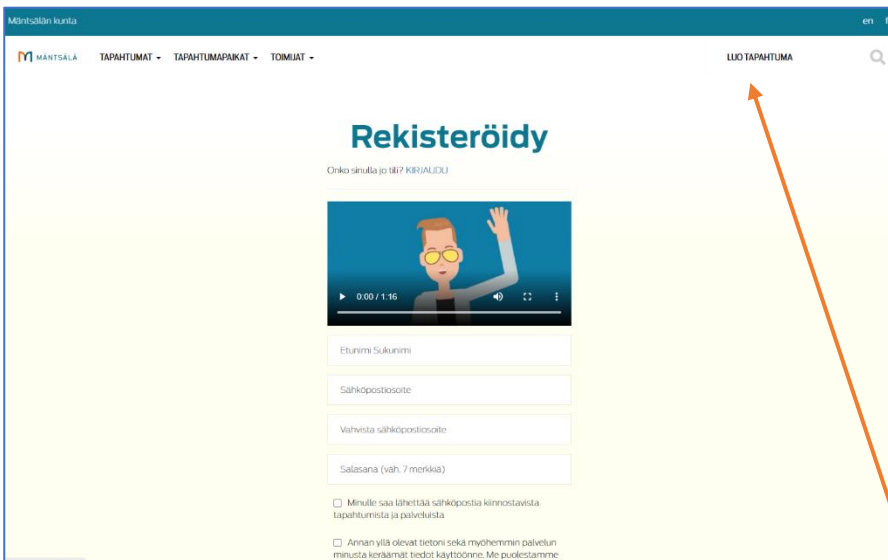 Mäntsälän kunta
en f
MÄNTSÄLÄ TAPAHTUMAT TAPAHTUMAPAIKAT TOIMIJAT LUO TAPAHTUMA
Rekisteröidy
Onko sinulla jo tili? KIRJAUDU
0:00 / 1:16
Etunimi Sukunimi
Sähköpostiosoite
Vahvista sähköpostiosoite
Salasana (väh. 7 merkkiä)
Minulle saa lähettää sähköpostia kiinnostavista
tapahtumista ja palveluista
Annan yllä olevat tietoni sekä myöhemmin palvelun
minusta keräämät tiedot käyttöönne. Me puolestamme